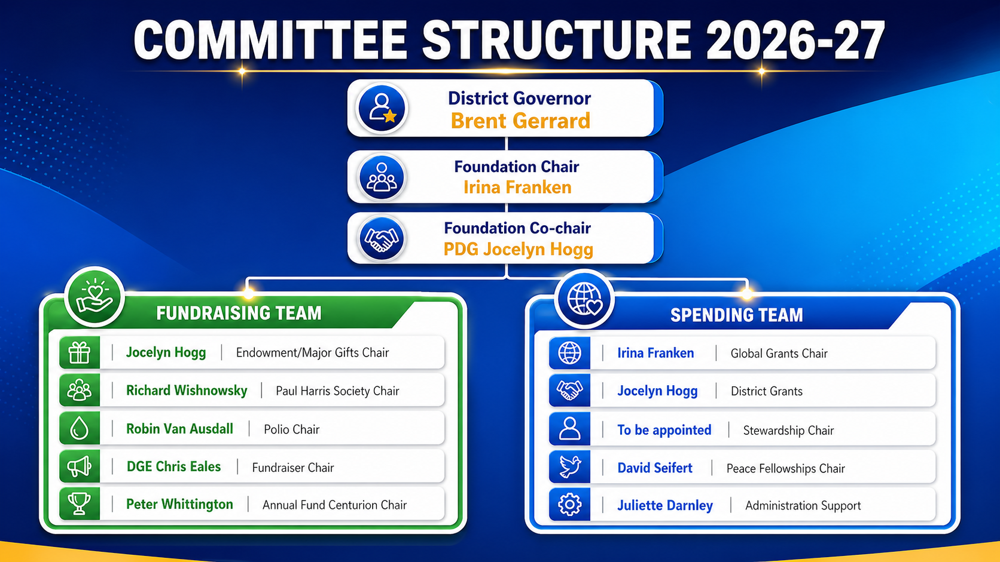 COMMITTEE STRUCTURE 2026-27
District Governor
Brent Gerrard
Foundation Chair
Irina Franken
Foundation Co-chair
PDG Jocelyn Hogg
FUNDRAISING TEAM
Jocelyn Hogg | Endowment/Major Gifts Chair
Richard Wishnowsky | Paul Harris Society Chair
Robin Van Ausdall | Polio Chair
DGE Chris Eales | Fundraiser Chair
Peter Whittington | Annual Fund Centurion Chair
SPENDING TEAM
Irina Franken | Global Grants Chair
Jocelyn Hogg | District Grants
To be appointed | Stewardship Chair
David Seifert | Peace Fellowships Chair
Juliette Darnley | Administration Support